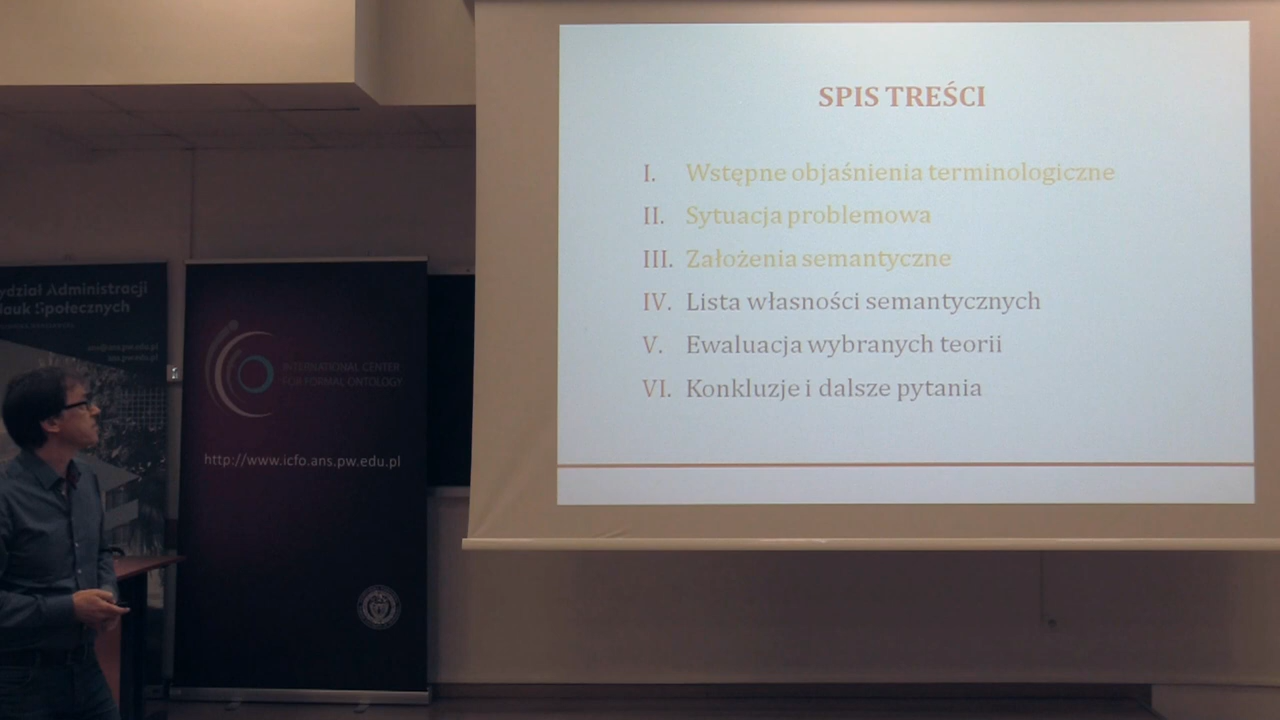 SPIS TREŚCI
I. Wstępne objaśnienia terminologiczne
II. Sytuacja problemowa
III. Założenia semantyczne
IV. Lista własności semantycznych
V. Ewaluacja wybranych teorii
VI. Konkluzje i dalsze pytania
ydział Administracji
Nauk Społecznych
INTERNATIONAL CENTER
FOR FORMAL ONTOLOGY
http://www.icfo.ans.pw.edu.pl